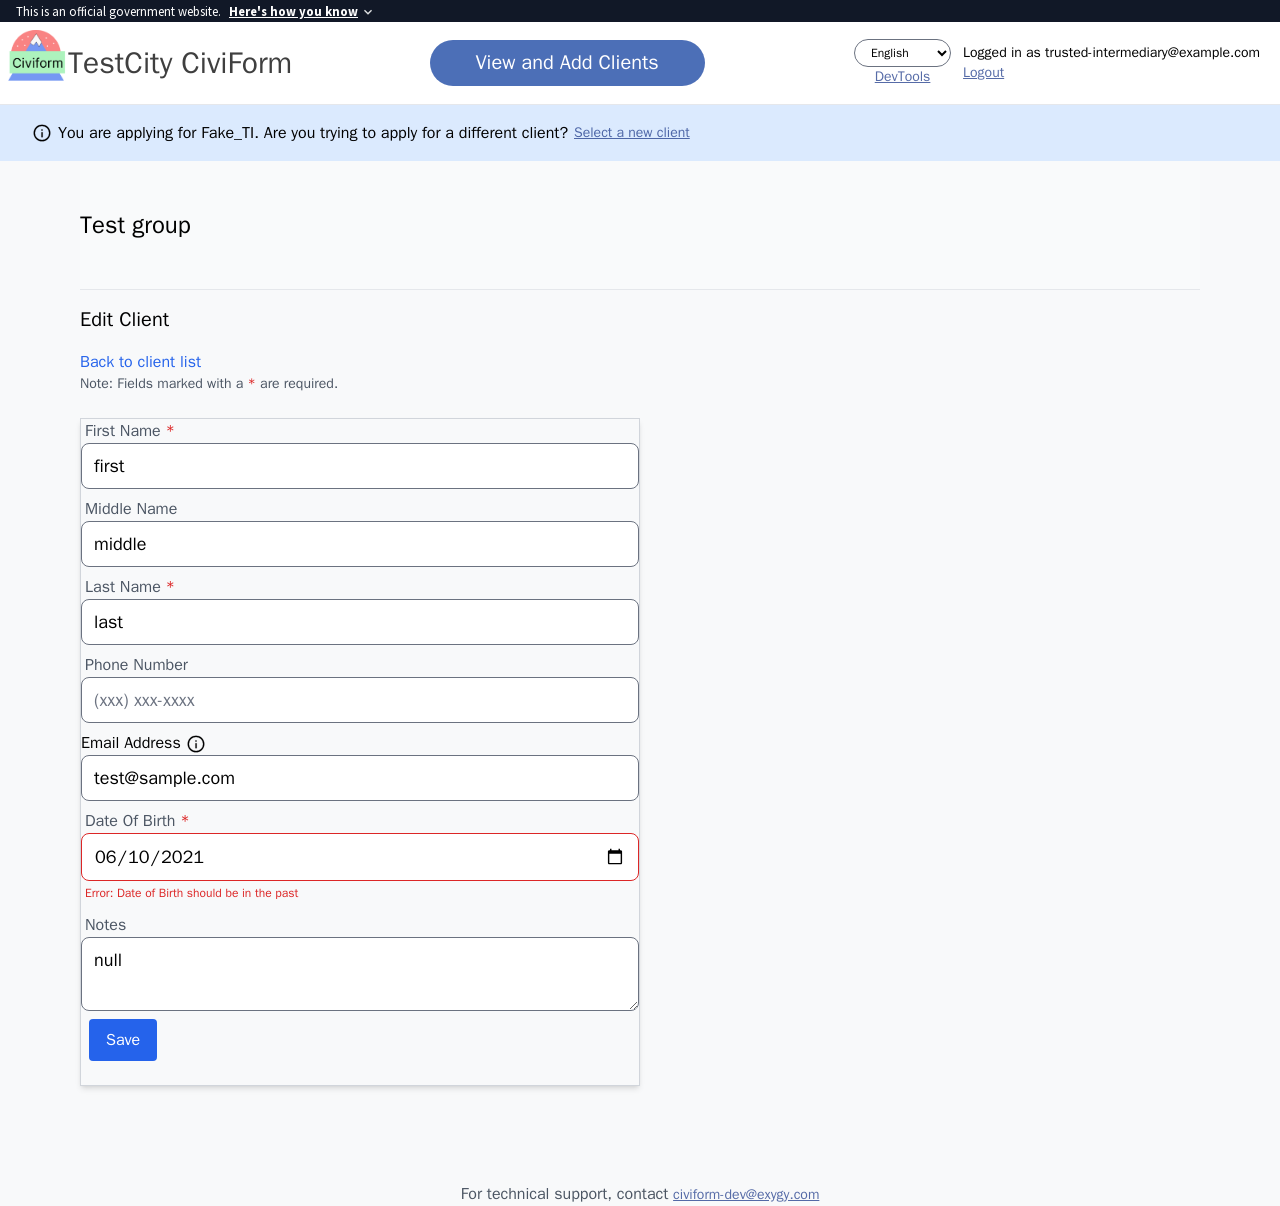 This is an official government website. Here's how you know
Civiform TestCity CiviForm
View and Add Clients
English
DevTools
Logged in as trusted-intermediary@example.com
Logout
You are applying for Fake_TI. Are you trying to apply for a different client? Select a new client
Test group
Edit Client
Back to client list
Note: Fields marked with a * are required.
First Name *
first
Middle Name
middle
Last Name *
last
Phone Number
(xxx) xxx-xxxx
Email Address
test@sample.com
Date Of Birth *
06/10/2021
Error: Date of Birth should be in the past
Notes
null
Save
For technical support, contact civiform-dev@exygy.com